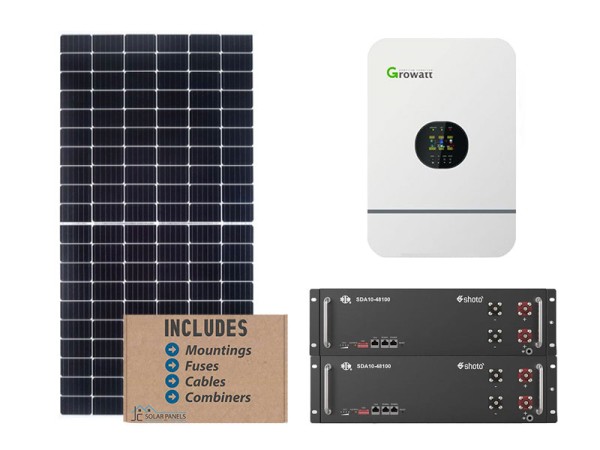 Growatt
SDA10-48100
shoto
SDA10-48100
shoto
INCLUDES
Mountings
Fuses
Cables
Combiners
SOLAR PANELS